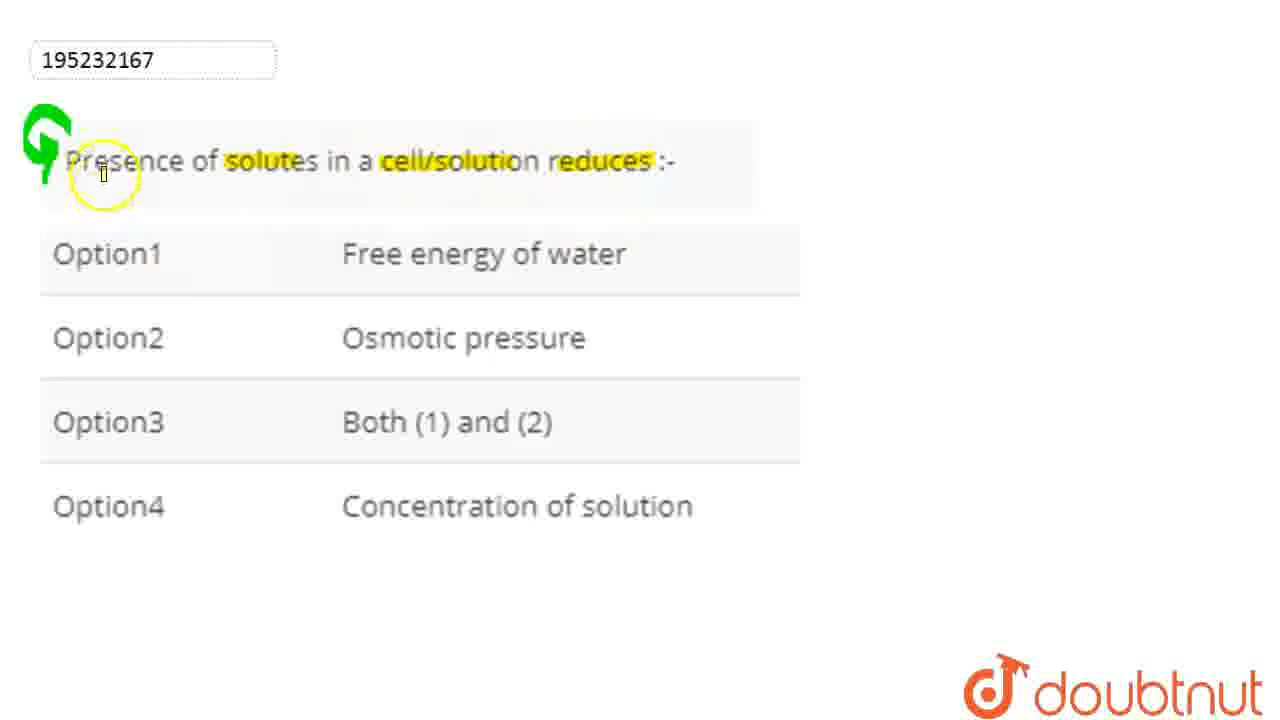 195232167
Presence of solutes in a cell/solution reduces :-
Option1 Free energy of water
Option2 Osmotic pressure
Option3 Both (1) and (2)
Option4 Concentration of solution
doubtnut